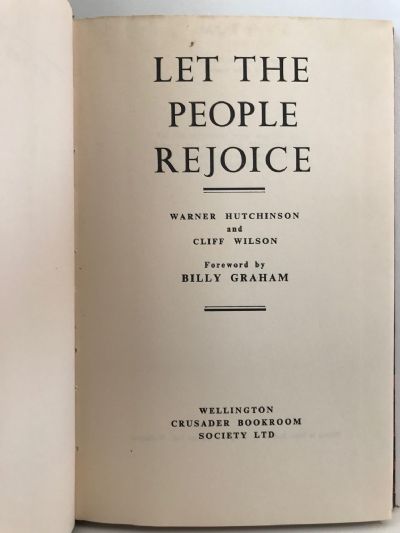 LET THE
PEOPLE
REJOICE
WARNER HUTCHINSON
and
CLIFF WILSON
Foreword by
BILLY GRAHAM
WELLINGTON
CRUSADER BOOKROOM
SOCIETY LTD